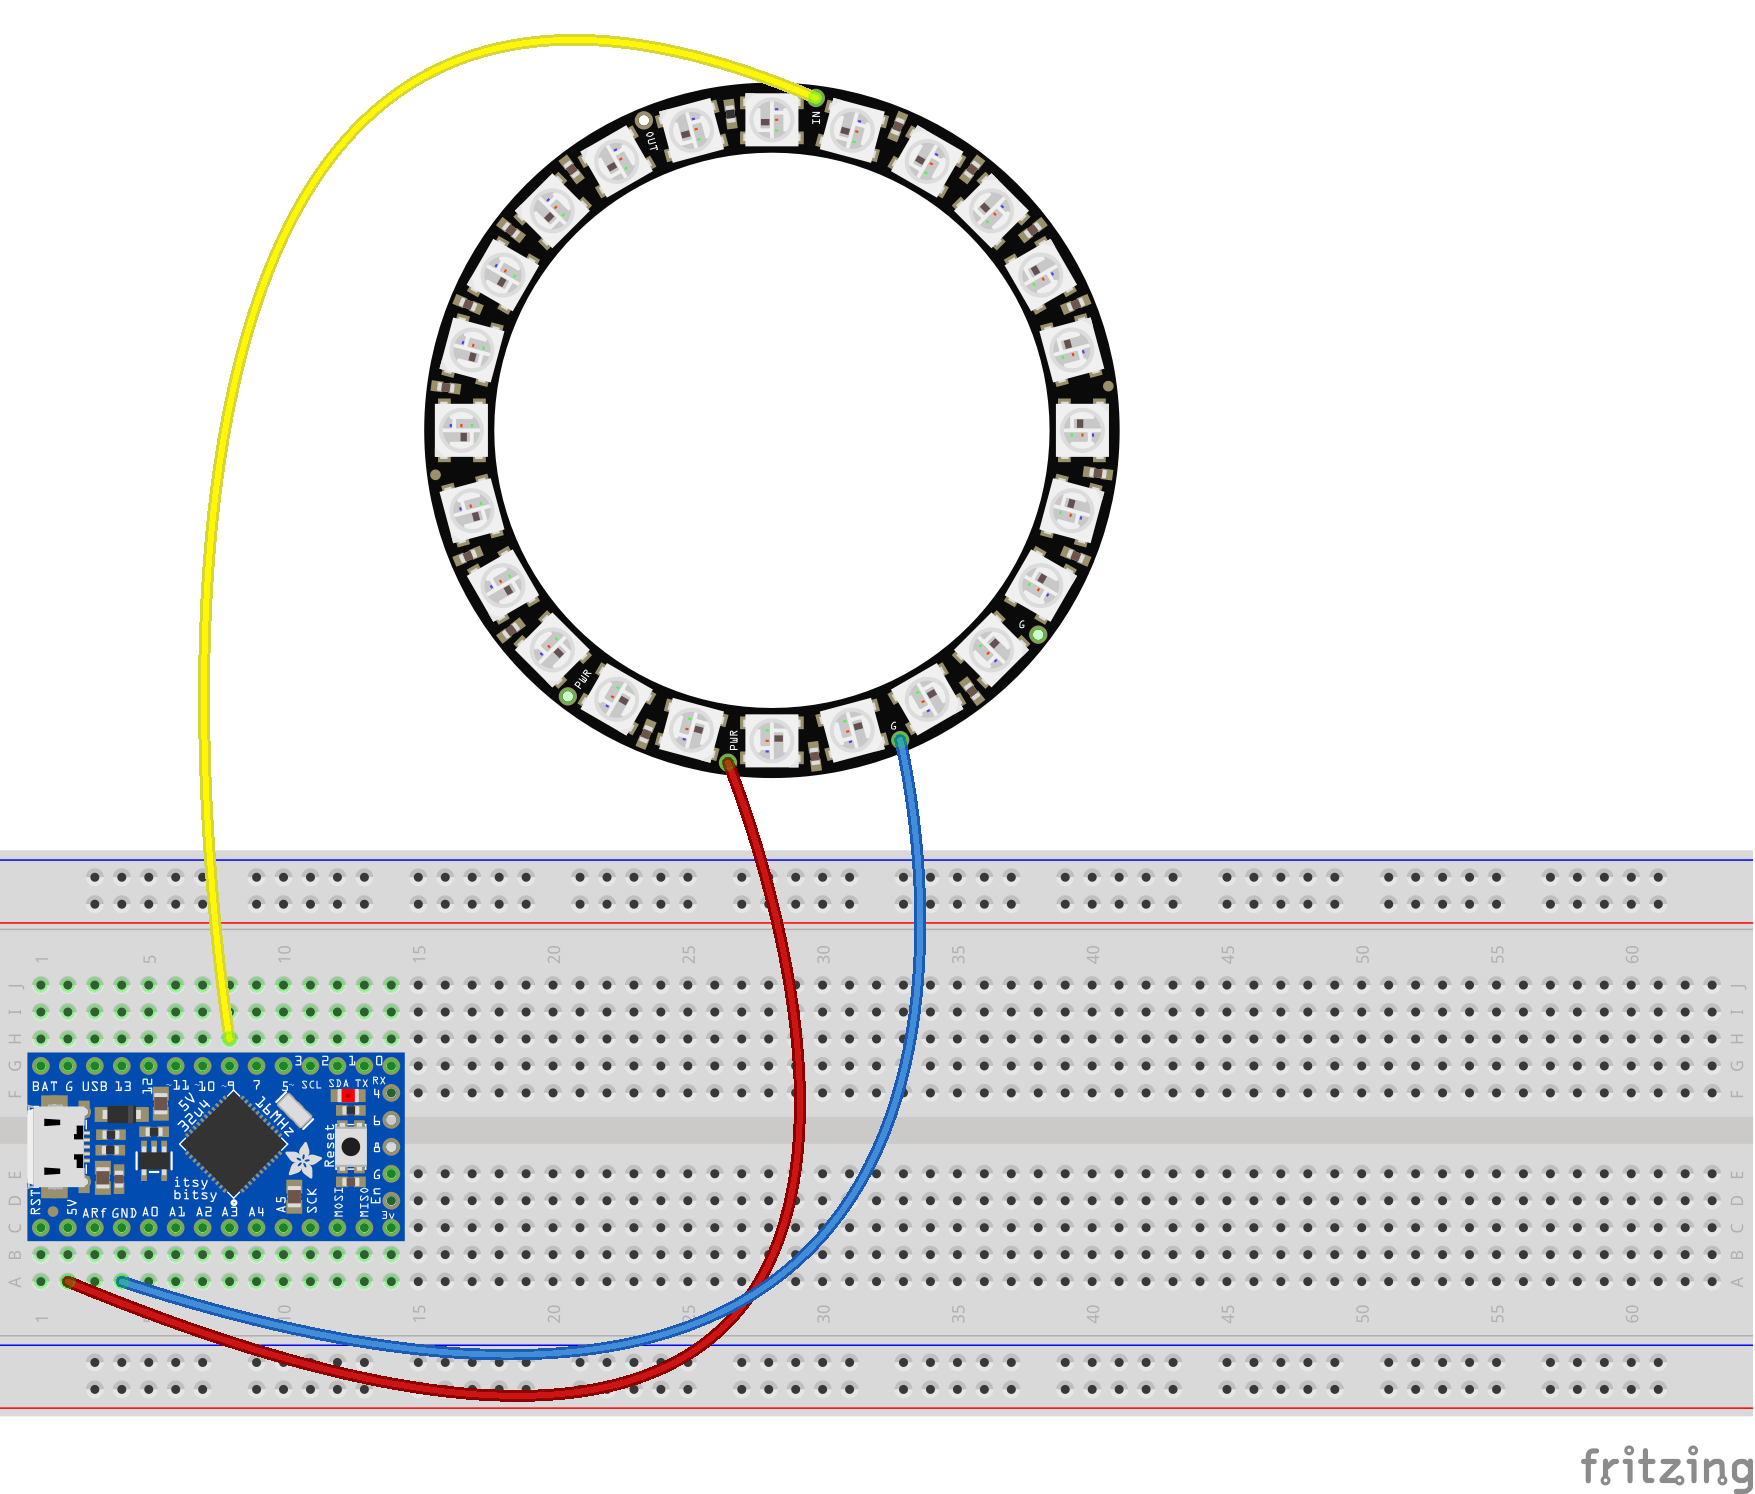 IN
OUT
G
PWR
G
PWR
1 5 10 15 20 25 30 35 40 45 50 55 60
J J
I I
H H
G G
F F
3 2 1 0
BAT G USB 13 12 ~11 ~10 ~9 7 5~ SCL SDA TX RX
4
5V
32u4
16MHz
6
8
Reset
G
itsy
bitsy
En
RST 5V ARf GND A0 A1 A2 A3 A4 A5 SCK MOSI MISO 3v
E E
D D
C C
B B
A A
1 10 15 20 25 30 35 40 45 50 55 60
fritzing